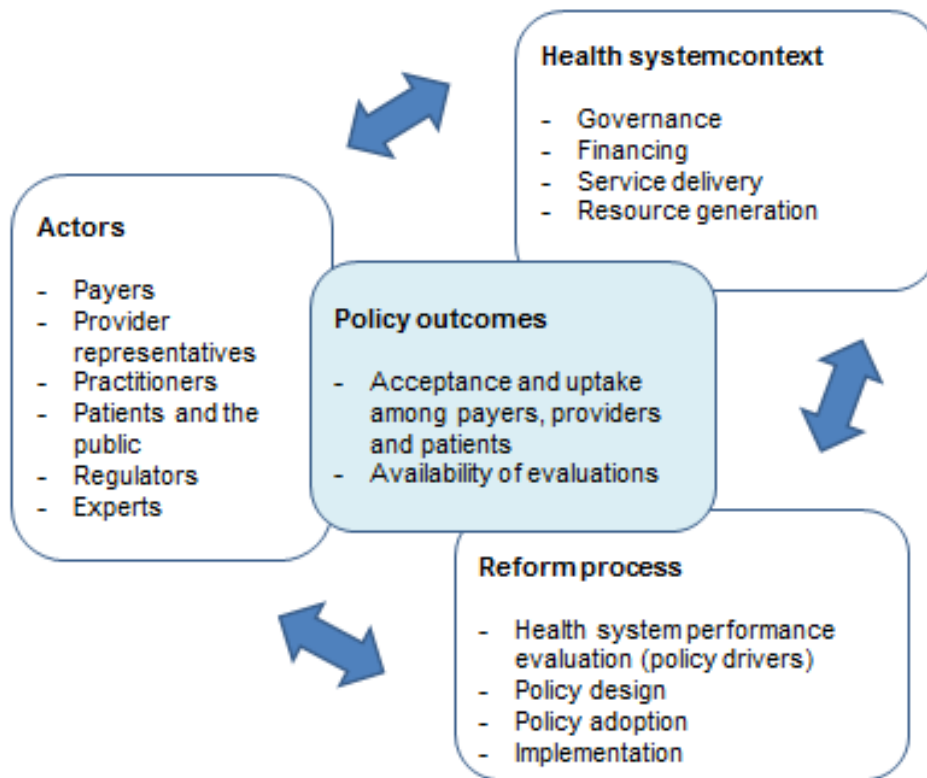 Health systemcontext
- Governance
- Financing
- Service delivery
- Resource generation
Actors
- Payers
- Provider
representatives
- Practitioners
- Patients and the
public
- Regulators
- Experts
Policy outcomes
- Acceptance and uptake
among payers, providers
and patients
- Availability of evaluations
Reform process
- Health system performance
evaluation (policy drivers)
- Policy design
- Policy adoption
- Implementation